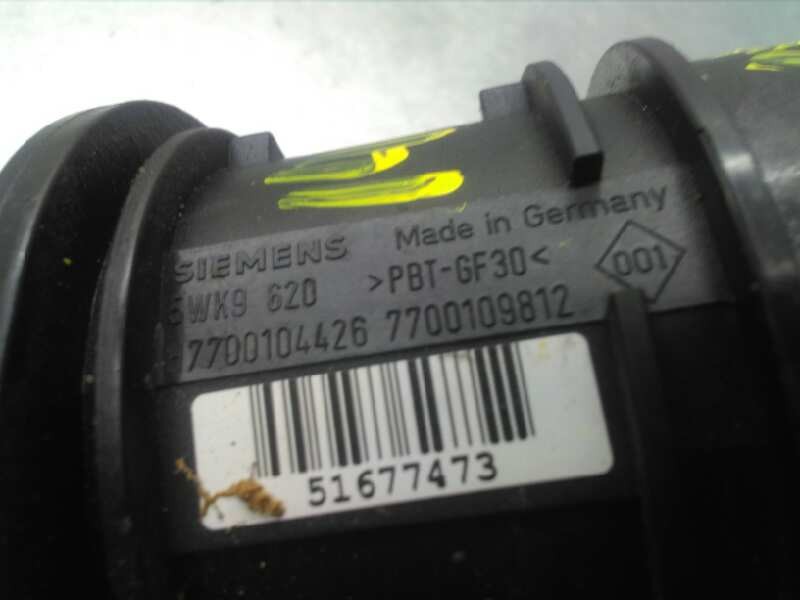 SIEMENS Made in Germany
5WK9 620 >PBT-GF30< 001
7700104426 7700109812
51677473